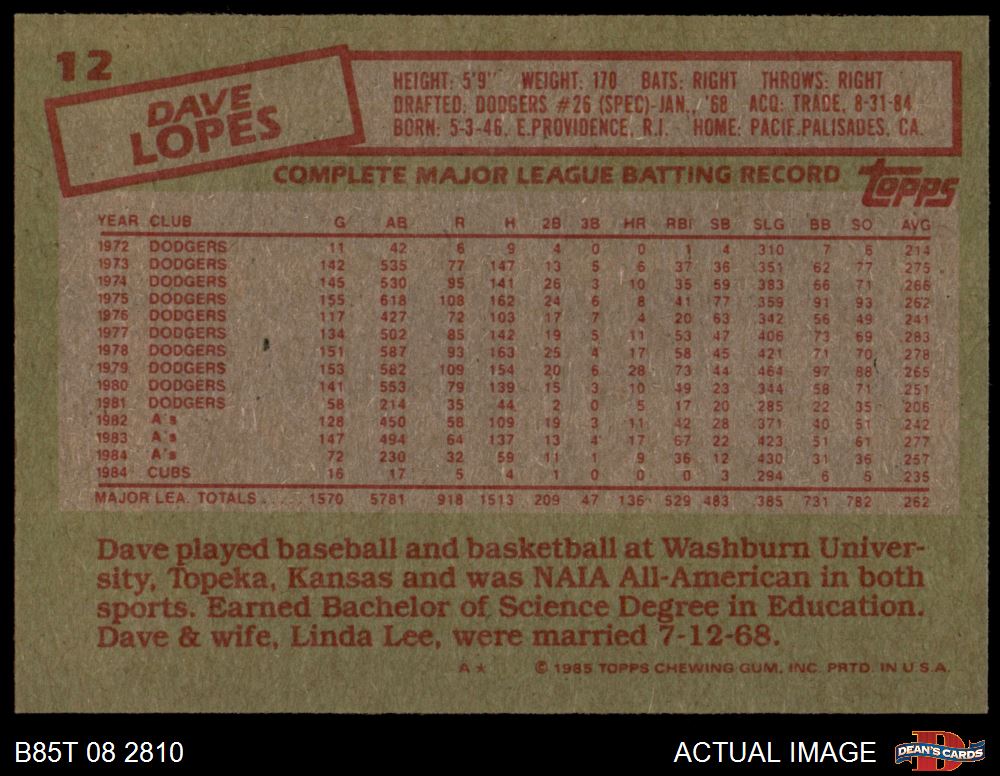 12
DAVE
LOPES
HEIGHT: 5'9" WEIGHT: 170 BATS: RIGHT THROWS: RIGHT
DRAFTED: DODGERS #26 (SPEC)-JAN., '68 ACQ: TRADE, 8-31-84
BORN: 5-3-46, E.PROVIDENCE, R.I. HOME: PACIF.PALISADES, CA.
COMPLETE MAJOR LEAGUE BATTING RECORD topps
YEAR CLUB G AB R H 2B 3B HR RBI SB SLG BB SO AVG
1972 DODGERS 11 42 6 9 4 0 0 1 4 .310 7 6 .214
1973 DODGERS 142 535 77 147 13 5 6 37 36 .351 62 77 .275
1974 DODGERS 145 530 95 141 26 3 10 35 59 .383 66 71 .266
1975 DODGERS 155 618 108 162 24 6 8 41 77 .359 91 93 .262
1976 DODGERS 117 427 72 103 17 7 4 20 63 .342 56 49 .241
1977 DODGERS 134 502 85 142 19 5 11 53 47 .406 73 69 .283
1978 DODGERS 151 587 93 163 25 4 17 58 45 .421 71 70 .278
1979 DODGERS 153 582 109 154 20 6 28 73 44 .464 97 88 .265
1980 DODGERS 141 553 79 139 15 3 10 49 23 .344 58 71 .251
1981 DODGERS 58 214 35 44 2 0 5 17 20 .285 22 35 .206
1982 A's 128 450 58 109 19 3 11 42 28 .371 40 51 .242
1983 A's 147 494 64 137 13 4 17 67 22 .423 51 61 .277
1984 A's 72 230 32 59 11 1 9 36 12 .430 31 36 .257
1984 CUBS 16 17 5 4 1 0 0 0 3 .294 6 5 .235
MAJOR LEA. TOTALS.... 1570 5781 918 1513 209 47 136 529 483 .385 731 782 .262
Dave played baseball and basketball at Washburn Univer-
sity, Topeka, Kansas and was NAIA All-American in both
sports. Earned Bachelor of Science Degree in Education.
Dave & wife, Linda Lee, were married 7-12-68.
A★ © 1985 TOPPS CHEWING GUM, INC. PRTD. IN U.S.A.
B85T 08 2810 ACTUAL IMAGE DEAN'S CARDS